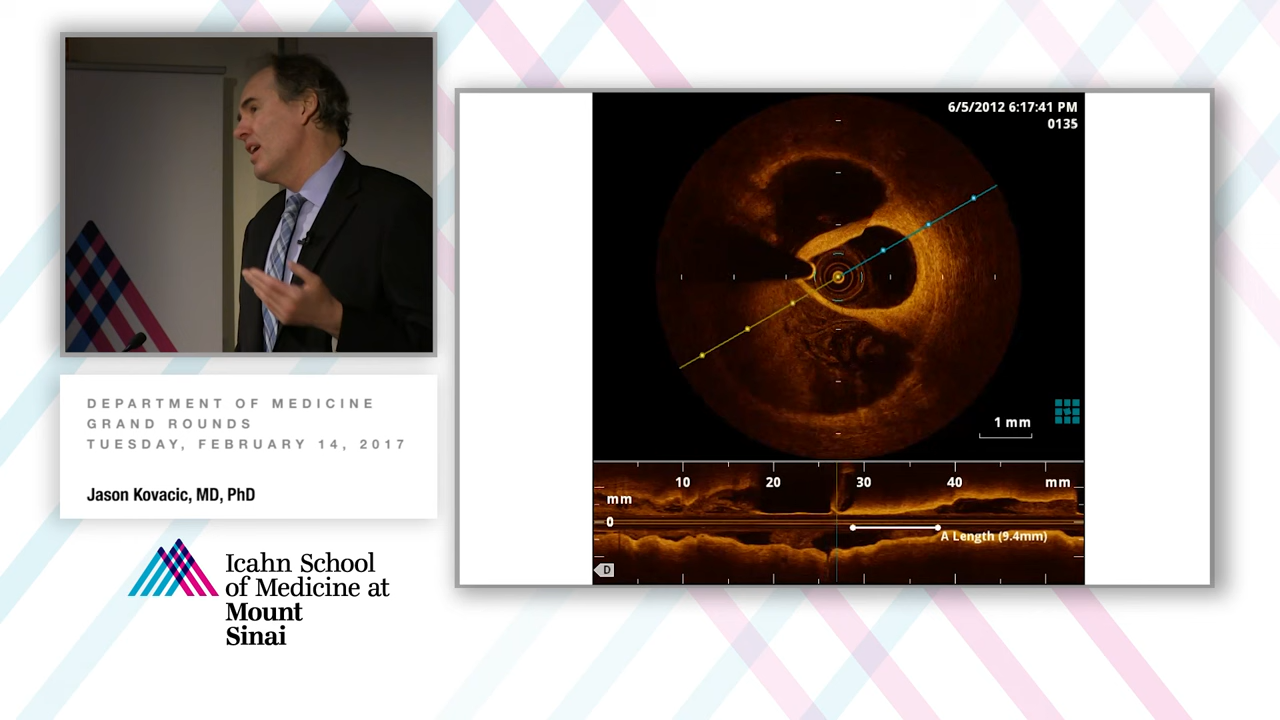 DEPARTMENT OF MEDICINE
GRAND ROUNDS
TUESDAY, FEBRUARY 14, 2017
Jason Kovacic, MD, PhD
Icahn School
of Medicine at
Mount
Sinai
6/5/2012 6:17:41 PM
0135
1 mm
10 20 30 40 mm
mm
0
A Length (9.4mm)
D